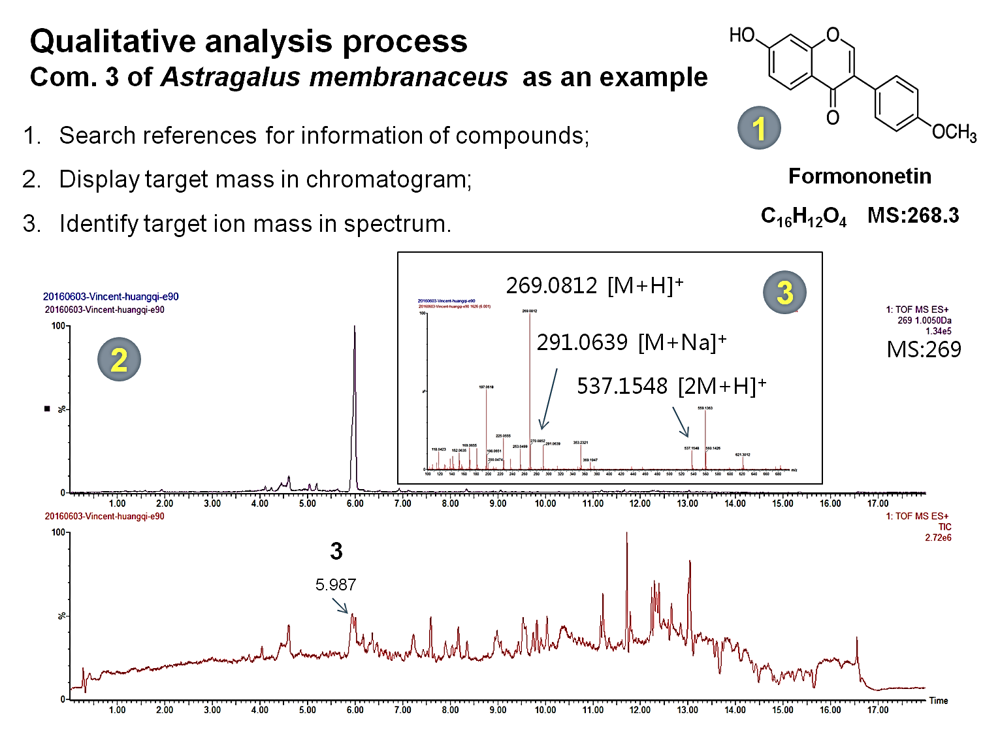 Qualitative analysis process
Com. 3 of Astragalus membranaceus as an example
1. Search references for information of compounds;
2. Display target mass in chromatogram;
3. Identify target ion mass in spectrum.
HO
O
O
OCH3
1
Formononetin
C16H12O4 MS:268.3
20160603-Vincent-huangqi-e90
20160603-Vincent-huangqi-e90
1: TOF MS ES+
269 1.0050Da
1.34e5
MS:269
2
100
%
0
1.00 2.00 3.00 4.00 5.00 6.00 7.00 8.00 9.00 10.00 11.00 12.00 13.00 14.00 15.00 16.00 17.00
269.0812 [M+H]+
3
291.0639 [M+Na]+
537.1548 [2M+H]+
20160603-Vincent-huangqi-e90
20160603-Vincent-huangqi-e90 1626 (6.001)
100
%
0
269.0812
197.0618
559.1363
225.0555
118.0423
152.0635
169.0655
198.0651
200.0474
253.0499
270.0852
291.0639
353.2321
369.1947
537.1548
560.1426
621.3012
100 120 140 160 180 200 220 240 260 280 300 320 340 360 380 400 420 440 460 480 500 520 540 560 580 600 620 640 660 680 m/z
20160603-Vincent-huangqi-e90
1: TOF MS ES+
TIC
2.72e6
100
%
0
3
5.987
Time
1.00 2.00 3.00 4.00 5.00 6.00 7.00 8.00 9.00 10.00 11.00 12.00 13.00 14.00 15.00 16.00 17.00